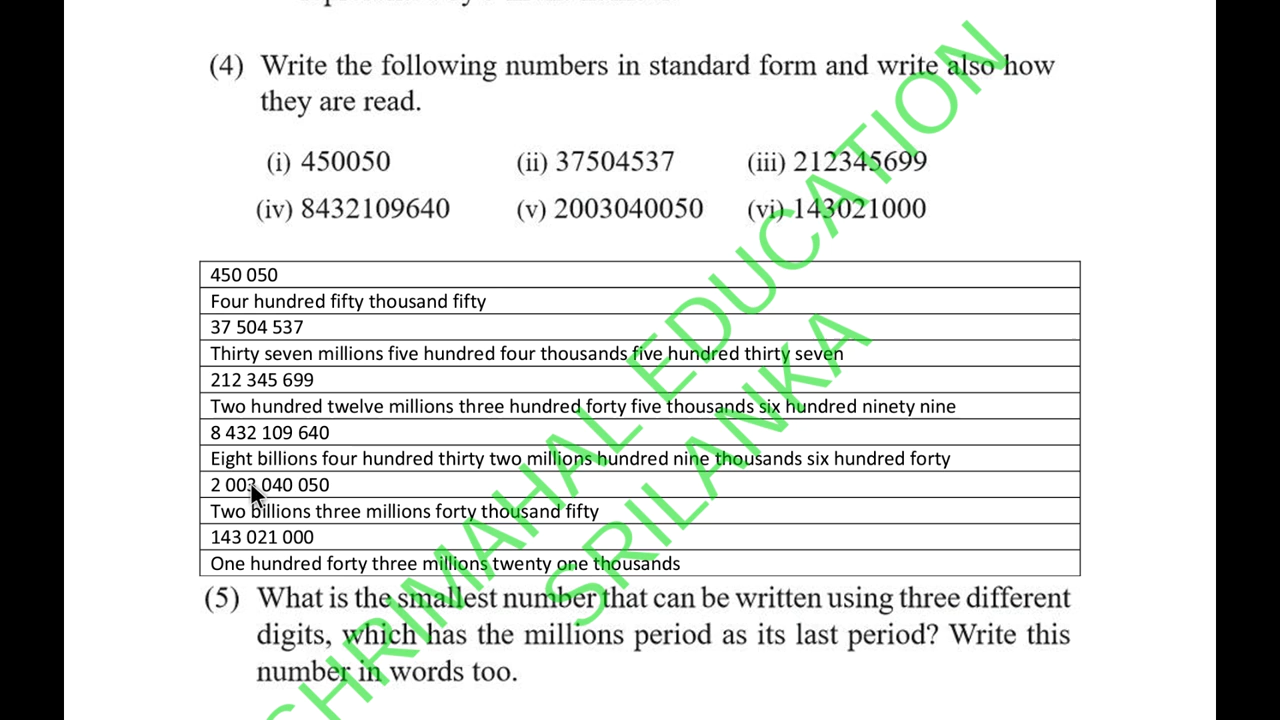 (4) Write the following numbers in standard form and write also how
they are read.
(i) 450050 (ii) 37504537 (iii) 212345699
(iv) 8432109640 (v) 2003040050 (vi) 143021000
450 050
Four hundred fifty thousand fifty
37 504 537
Thirty seven millions five hundred four thousands five hundred thirty seven
212 345 699
Two hundred twelve millions three hundred forty five thousands six hundred ninety nine
8 432 109 640
Eight billions four hundred thirty two millions hundred nine thousands six hundred forty
2 003 040 050
Two billions three millions forty thousand fifty
143 021 000
One hundred forty three millions twenty one thousands
(5) What is the smallest number that can be written using three different
digits, which has the millions period as its last period? Write this
number in words too.
SHRIMAHAL EDUCATION
SRILANKA